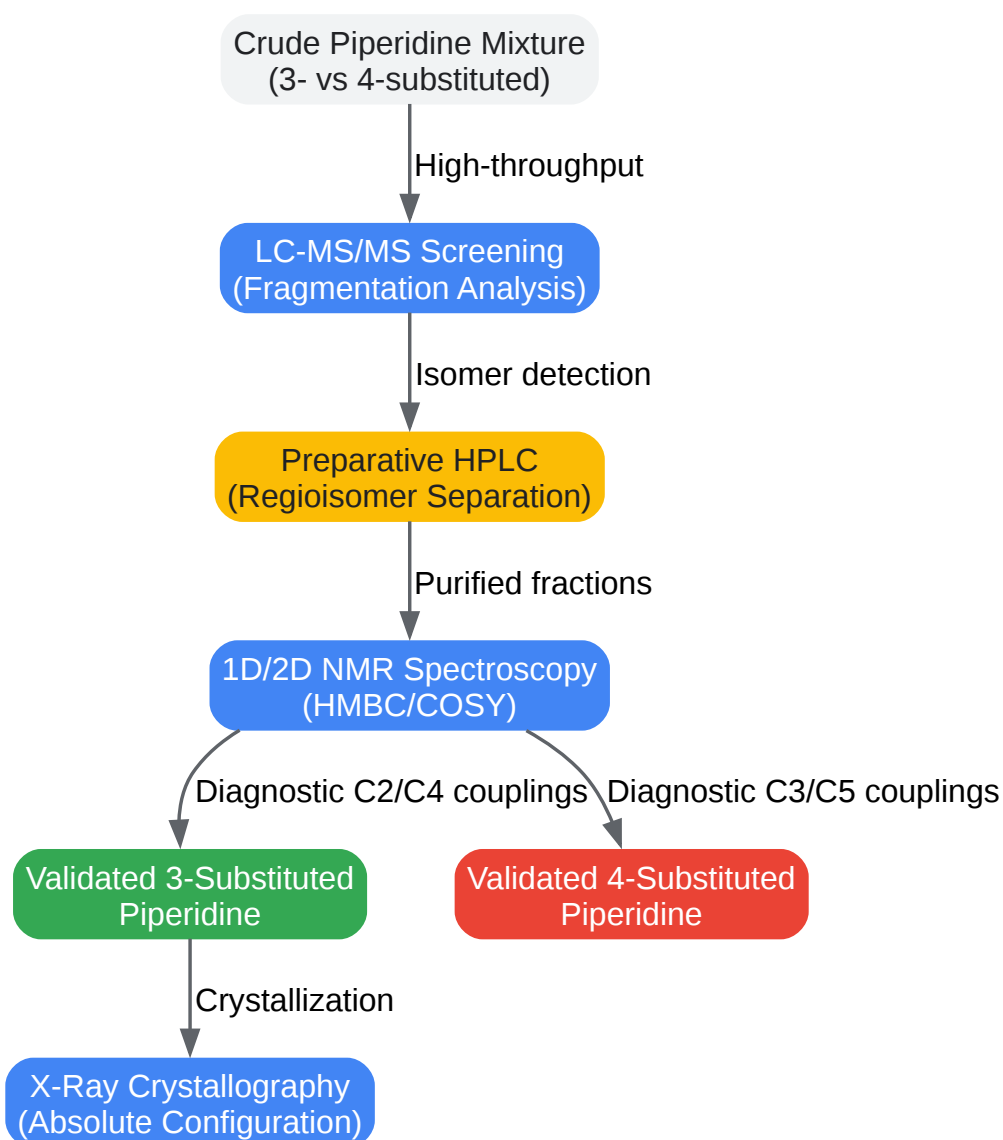 Crude Piperidine Mixture
(3- vs 4-substituted)
High-throughput
LC-MS/MS Screening
(Fragmentation Analysis)
Isomer detection
Preparative HPLC
(Regioisomer Separation)
Purified fractions
1D/2D NMR Spectroscopy
(HMBC/COSY)
Diagnostic C2/C4 couplings
Diagnostic C3/C5 couplings
Validated 3-Substituted
Piperidine
Validated 4-Substituted
Piperidine
Crystallization
X-Ray Crystallography
(Absolute Configuration)